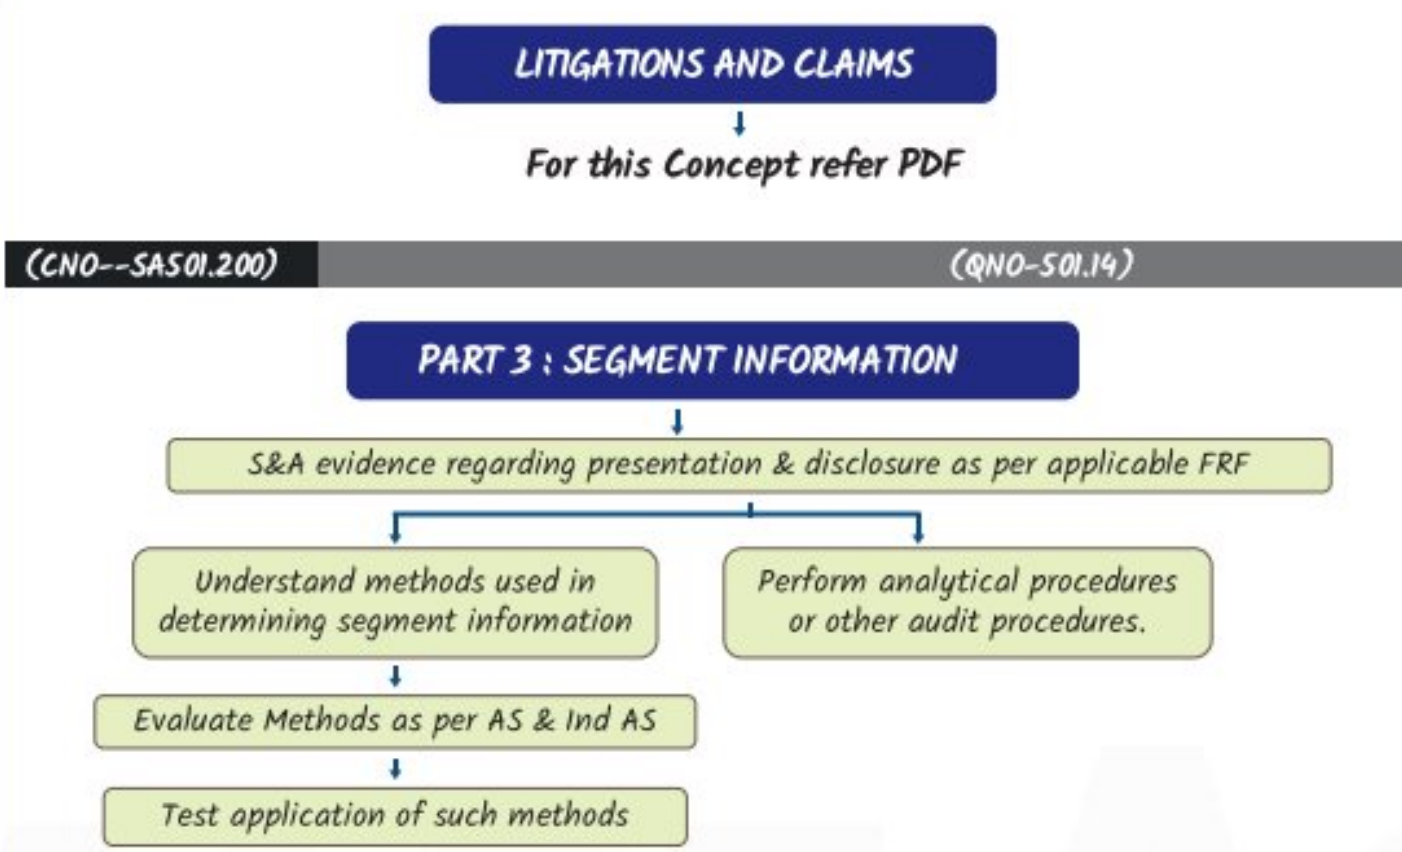 LITIGATIONS AND CLAIMS
For this Concept refer PDF
(CNO--SA501.200) (QNO-501.14)
PART 3 : SEGMENT INFORMATION
S&A evidence regarding presentation & disclosure as per applicable FRF
Understand methods used in
determining segment information
Perform analytical procedures
or other audit procedures.
Evaluate Methods as per AS & Ind AS
Test application of such methods